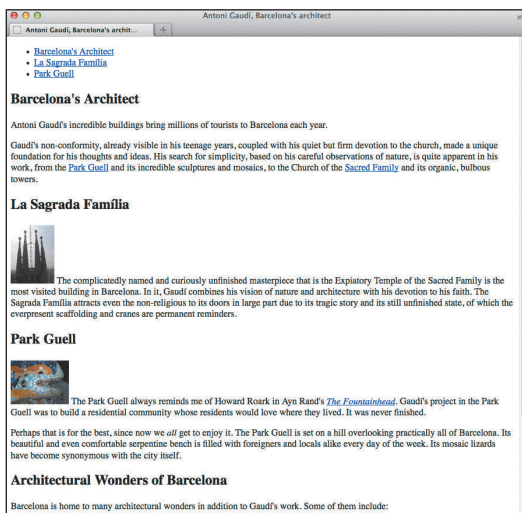 Antoni Gaudí, Barcelona's architect
Antoni Gaudí, Barcelona's archit...
+
• Barcelona's Architect
• La Sagrada Família
• Park Guell
Barcelona's Architect
Antoni Gaudí's incredible buildings bring millions of tourists to Barcelona each year.
Gaudí's non-conformity, already visible in his teenage years, coupled with his quiet but firm devotion to the church, made a unique
foundation for his thoughts and ideas. His search for simplicity, based on his careful observations of nature, is quite apparent in his
work, from the Park Guell and its incredible sculptures and mosaics, to the Church of the Sacred Family and its organic, bulbous
towers.
La Sagrada Família
The complicatedly named and curiously unfinished masterpiece that is the Expiatory Temple of the Sacred Family is the
most visited building in Barcelona. In it, Gaudí combines his vision of nature and architecture with his devotion to his faith. The
Sagrada Família attracts even the non-religious to its doors in large part due to its tragic story and its still unfinished state, of which the
everpresent scaffolding and cranes are permanent reminders.
Park Guell
The Park Guell always reminds me of Howard Roark in Ayn Rand's The Fountainhead. Gaudí's project in the Park
Guell was to build a residential community whose residents would love where they lived. It was never finished.
Perhaps that is for the best, since now we all get to enjoy it. The Park Guell is set on a hill overlooking practically all of Barcelona. Its
beautiful and even comfortable serpentine bench is filled with foreigners and locals alike every day of the week. Its mosaic lizards
have become synonymous with the city itself.
Architectural Wonders of Barcelona
Barcelona is home to many architectural wonders in addition to Gaudí's work. Some of them include: